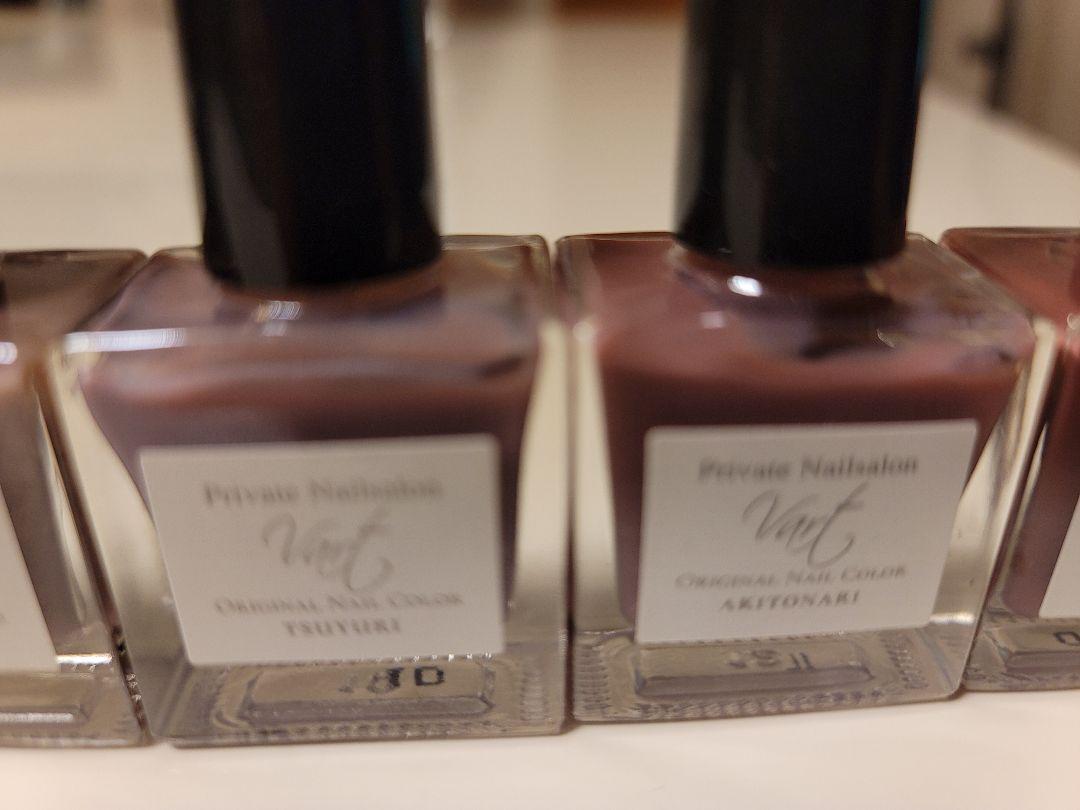 Private Nailsalon
Vart
ORIGINAL NAIL COLOR
TSUYUKI
Private Nailsalon
Vart
ORIGINAL NAIL COLOR
AKITONARI